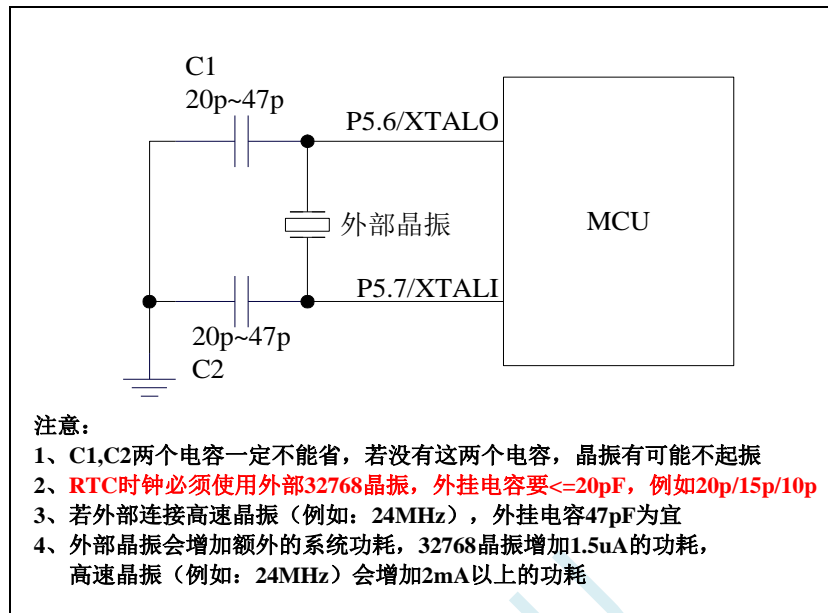 C1
20p~47p
P5.6/XTALO
外部晶振
MCU
P5.7/XTALI
20p~47p
C2
注意：
1、C1,C2两个电容一定不能省，若没有这两个电容，晶振有可能不起振
2、RTC时钟必须使用外部32768晶振，外挂电容要<=20pF，例如20p/15p/10p
3、若外部连接高速晶振（例如：24MHz），外挂电容47pF为宜
4、外部晶振会增加额外的系统功耗，32768晶振增加1.5uA的功耗，
高速晶振（例如：24MHz）会增加2mA以上的功耗